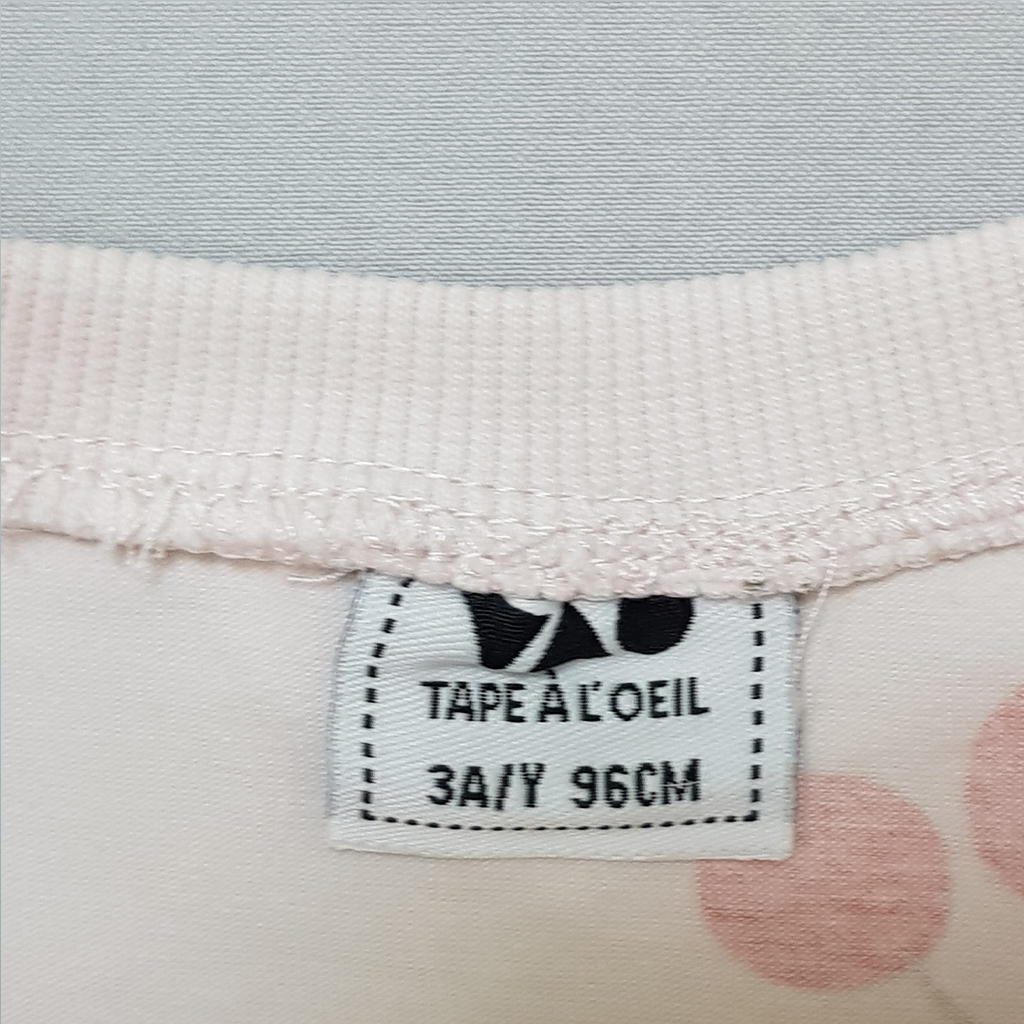 TAPE À L'OEIL
3A/Y 96CM